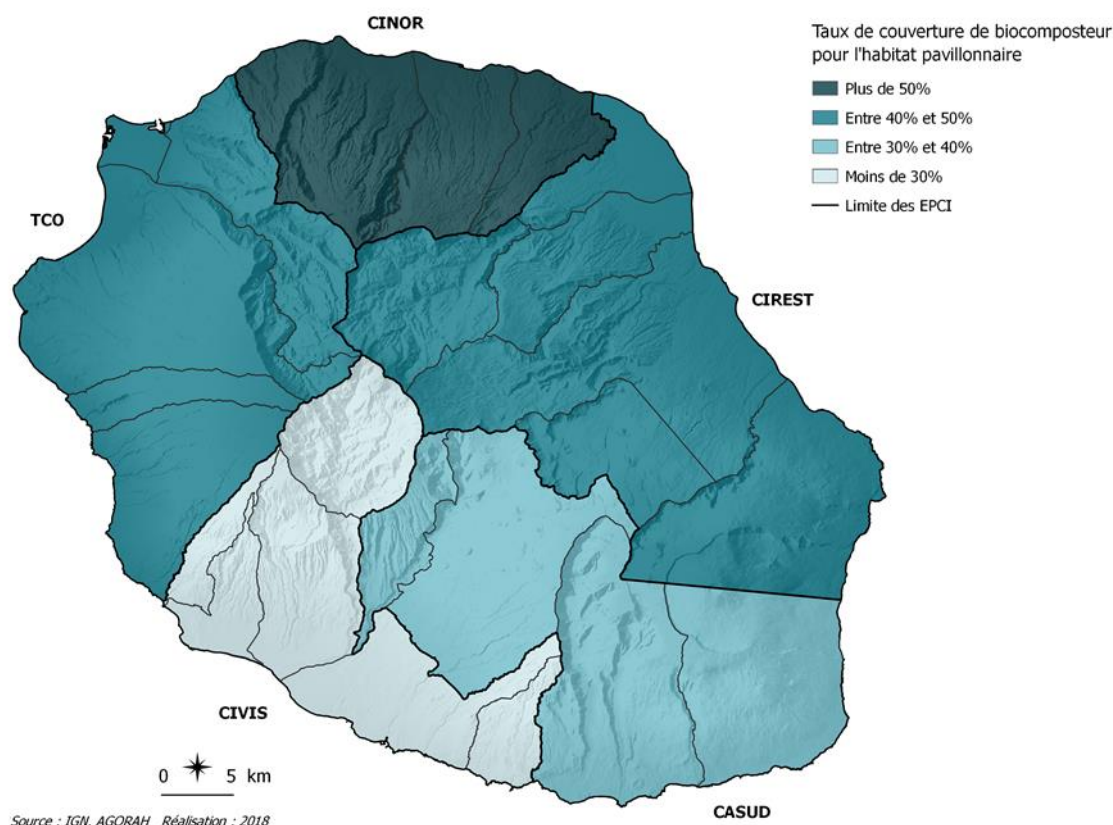 CINOR
Taux de couverture de biocomposteur
pour l'habitat pavillonnaire
Plus de 50%
Entre 40% et 50%
Entre 30% et 40%
Moins de 30%
Limite des EPCI
TCO
CIREST
CIVIS
0 5 km
CASUD
Source : IGN, AGORAH Réalisation : 2018